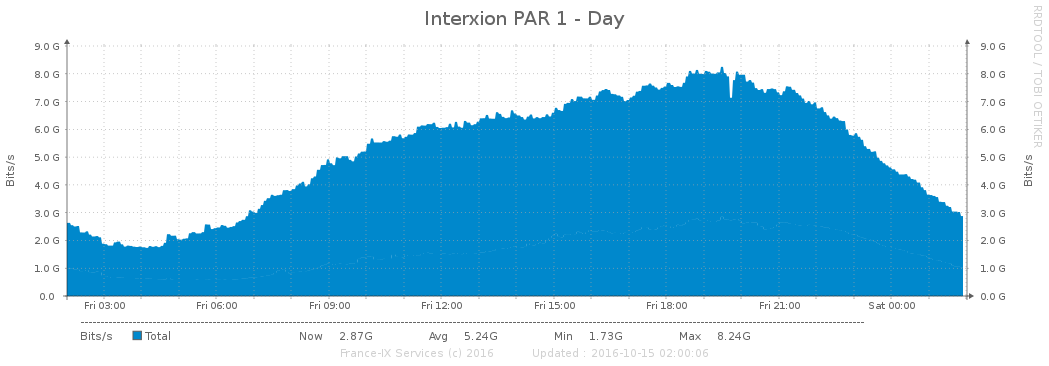 Interxion PAR 1 - Day
RRDTOOL / TOBI OETIKER
Bits/s
9.0 G 9.0 G
8.0 G 8.0 G
7.0 G 7.0 G
6.0 G 6.0 G
5.0 G 5.0 G
4.0 G 4.0 G
3.0 G 3.0 G
2.0 G 2.0 G
1.0 G 1.0 G
0.0 0.0 G
Bits/s
Fri 03:00 Fri 06:00 Fri 09:00 Fri 12:00 Fri 15:00 Fri 18:00 Fri 21:00 Sat 00:00
Bits/s Total Now 2.87G Avg 5.24G Min 1.73G Max 8.24G
France-IX Services (c) 2016 Updated : 2016-10-15 02:00:06